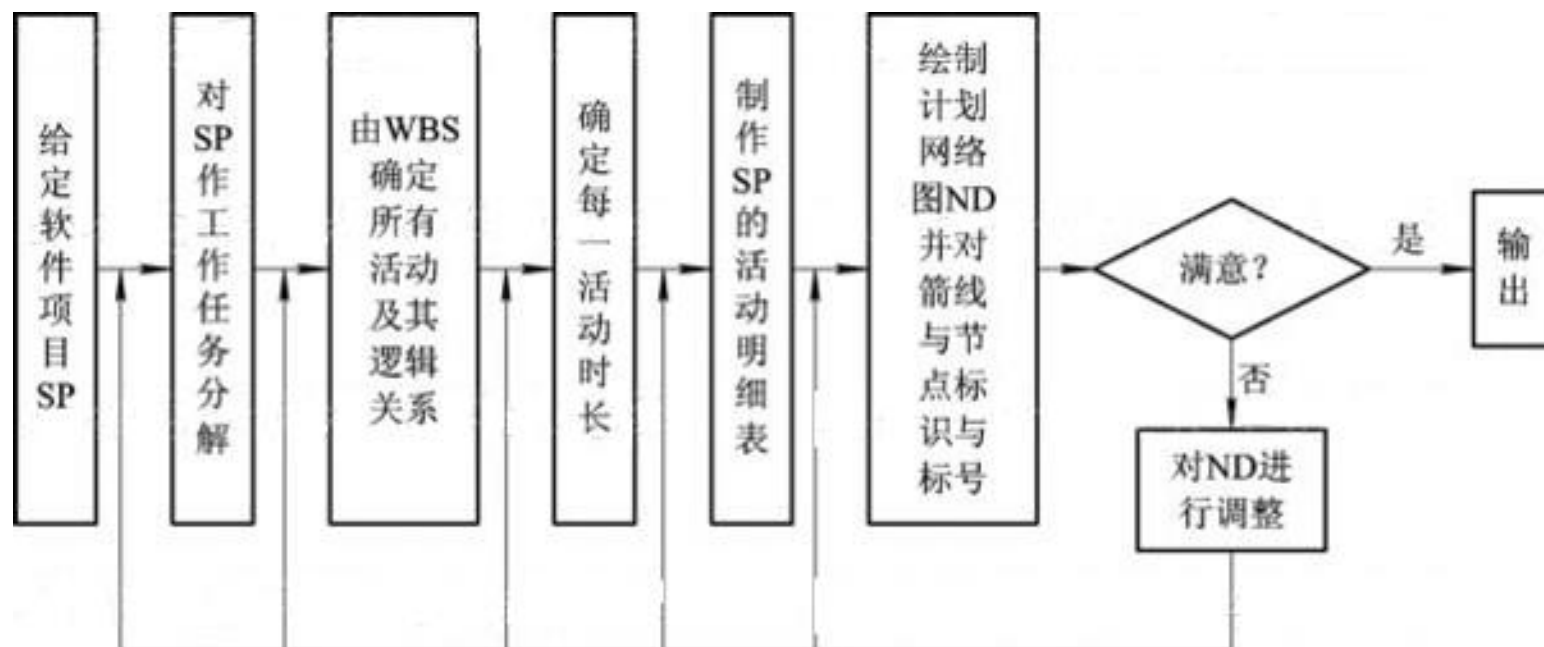 给定软件项目SP
对SP作工作任务分解
由WBS
确定
所有
活动
及其
逻辑
关系
确定每一活动时长
制作SP的活动明细表
绘制
计划
网络
图ND
并对
箭线
与节
点标
识与
标号
满意？
是
输出
否
对ND进
行调整